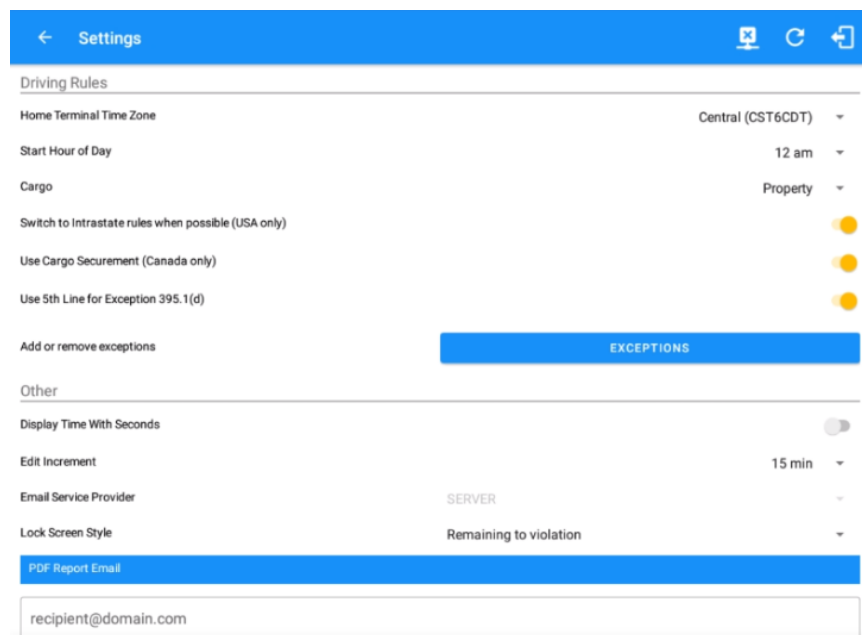 Settings
Driving Rules
Home Terminal Time Zone Central (CST6CDT)
Start Hour of Day 12 am
Cargo Property
Switch to Intrastate rules when possible (USA only)
Use Cargo Securement (Canada only)
Use 5th Line for Exception 395.1(d)
Add or remove exceptions EXCEPTIONS
Other
Display Time With Seconds
Edit Increment 15 min
Email Service Provider SERVER
Lock Screen Style Remaining to violation
PDF Report Email
recipient@domain.com